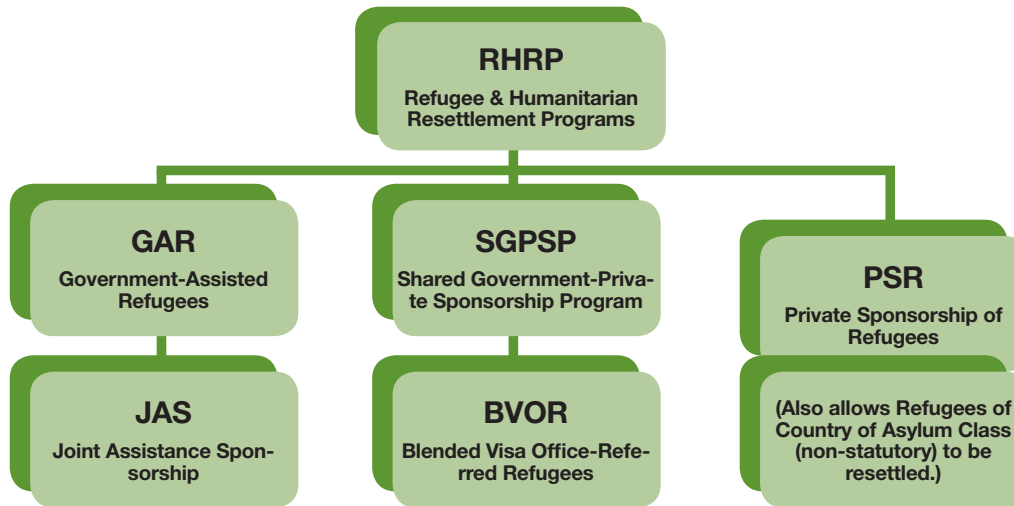 RHRP
Refugee & Humanitarian
Resettlement Programs
GAR
Government-Assisted
Refugees
SGPSP
Shared Government-Priva-
te Sponsorship Program
PSR
Private Sponsorship of
Refugees
JAS
Joint Assistance Spon-
sorship
BVOR
Blended Visa Office-Refe-
rred Refugees
(Also allows Refugees of
Country of Asylum Class
(non-statutory) to be
resettled.)